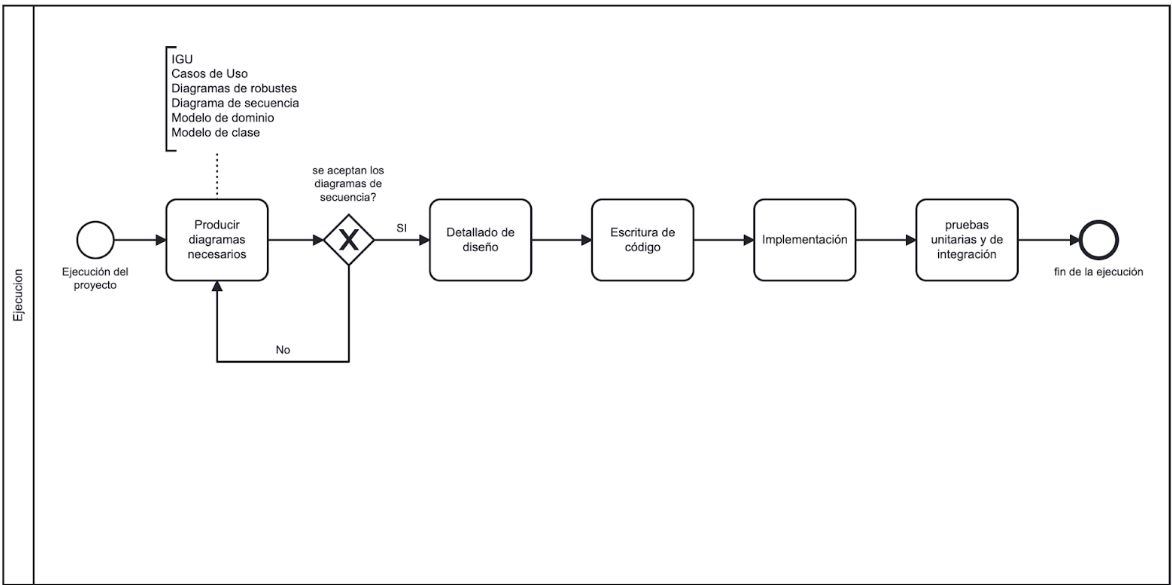 IGU
Casos de Uso
Diagramas de robustes
Diagrama de secuencia
Modelo de dominio
Modelo de clase
se aceptan los
diagramas de
secuencia?
Producir
diagramas
necesarios
SI
Detallado de
diseño
Escritura de
código
Implementación
pruebas
unitarias y de
integración
Ejecución del
proyecto
fin de la ejecución
Ejecucion
No